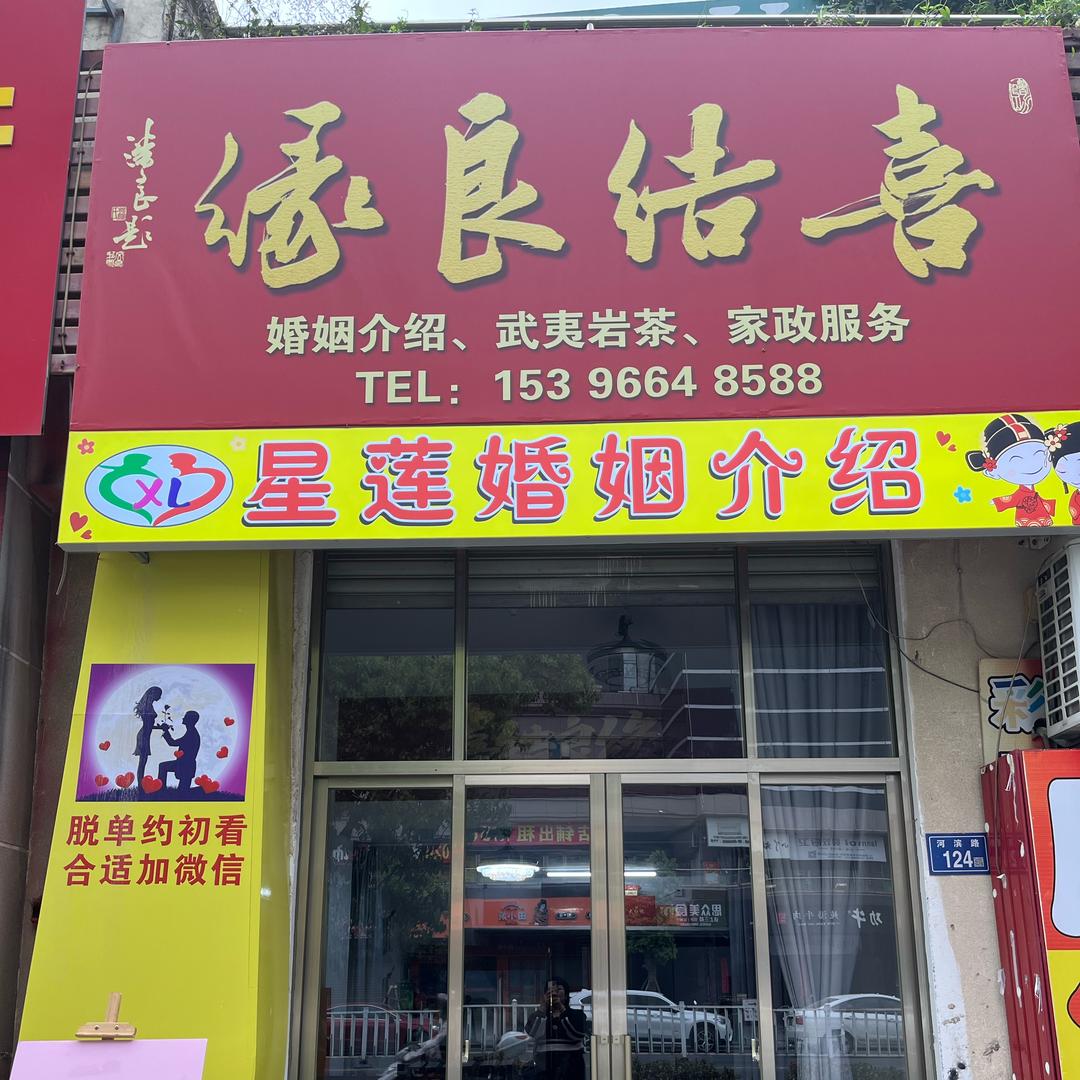 喜结良缘
婚姻介绍、武夷岩茶、家政服务
TEL：153 9664 8588
XL
星莲婚姻介绍
脱单约初看
合适加微信
彩
河滨路
124